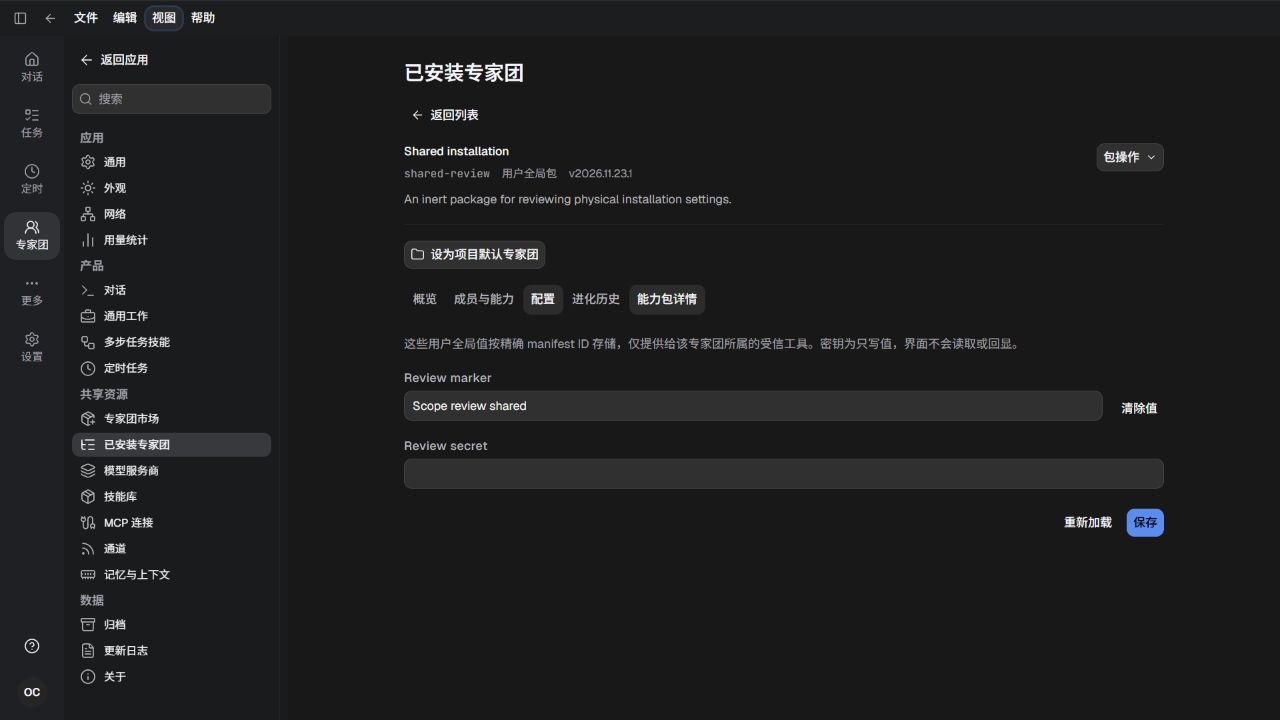 文件 编辑 视图 帮助
对话
任务
定时
专家团
更多
设置
OC
返回应用
搜索
应用
通用
外观
网络
用量统计
产品
对话
通用工作
多步任务技能
定时任务
共享资源
专家团市场
已安装专家团
模型服务商
技能库
MCP 连接
通道
记忆与上下文
数据
归档
更新日志
关于
已安装专家团
返回列表
Shared installation
包操作
shared-review 用户全局包 v2026.11.23.1
An inert package for reviewing physical installation settings.
设为项目默认专家团
概览 成员与能力 配置 进化历史 能力包详情
这些用户全局值按精确 manifest ID 存储，仅提供给该专家团所属的受信工具。密钥为只写值，界面不会读取或回显。
Review marker
Scope review shared 清除值
Review secret
重新加载 保存